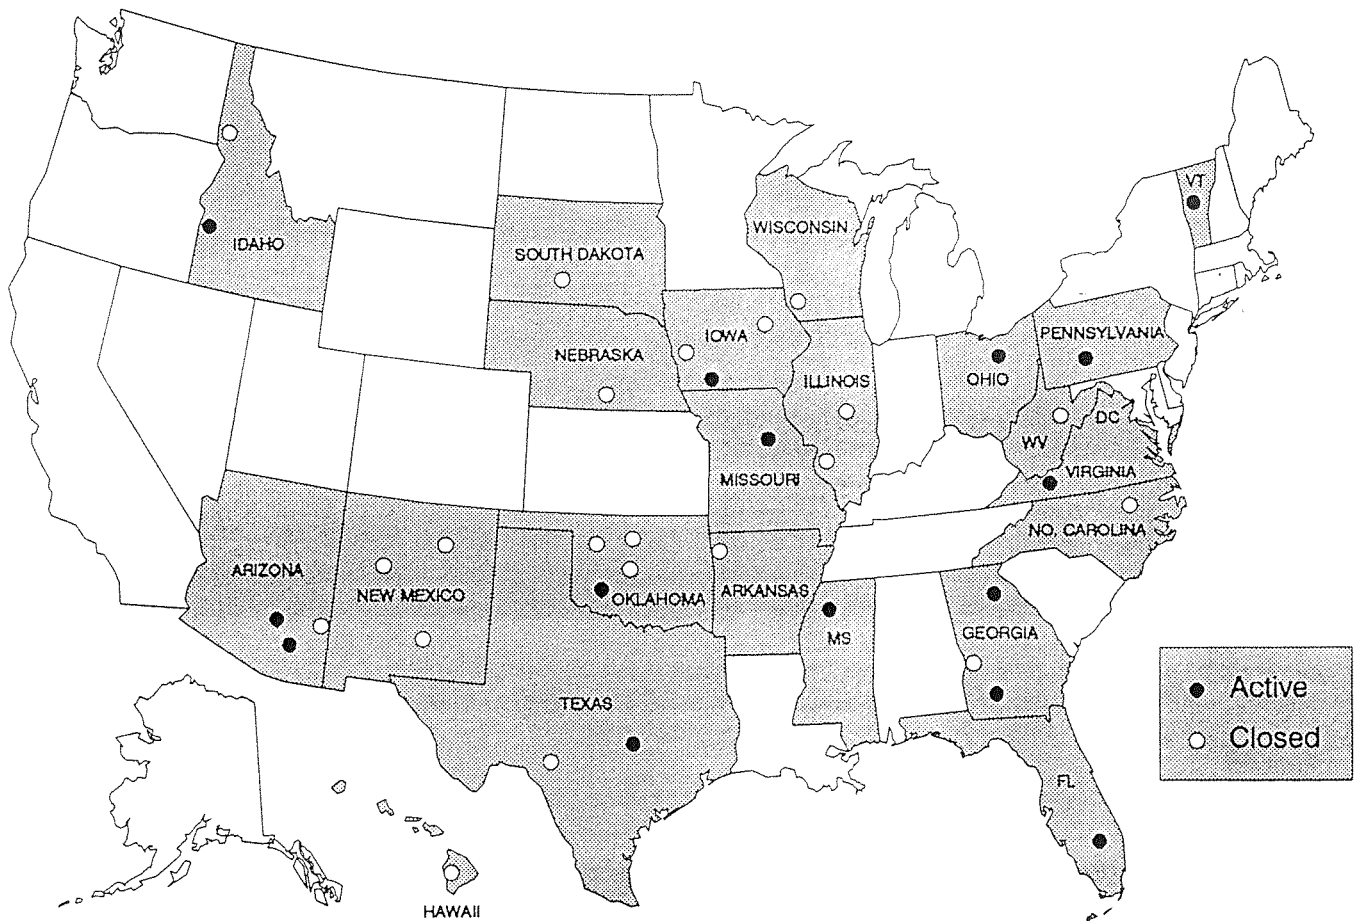 VT
WISCONSIN
IDAHO
SOUTH DAKOTA
PENNSYLVANIA
IOWA
NEBRASKA
OHIO
ILLINOIS
DC
WV
VIRGINIA
MISSOURI
NO. CAROLINA
ARIZONA
NEW MEXICO
OKLAHOMA
ARKANSAS
MS
GEORGIA
Active
TEXAS
Closed
FL
HAWAII